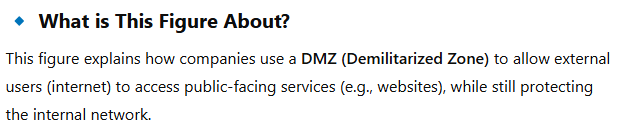 What is This Figure About?
This figure explains how companies use a DMZ (Demilitarized Zone) to allow external
users (internet) to access public-facing services (e.g., websites), while still protecting
the internal network.